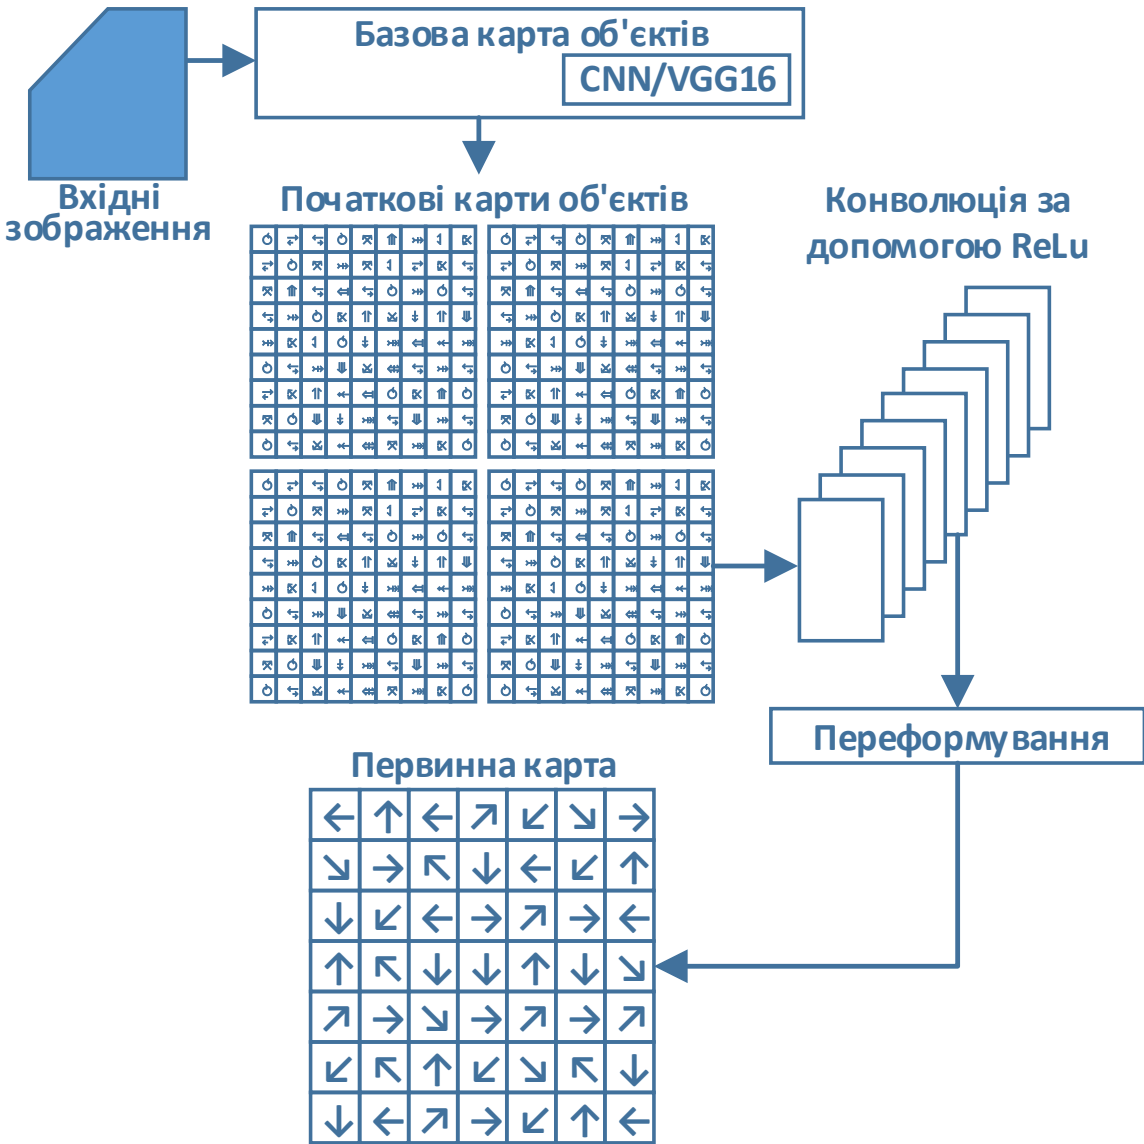 Базова карта об'єктів
CNN/VGG16
Вхідні
зображення
Початкові карти об'єктів
Конволюція за
допомогою ReLu
Переформування
Первинна карта